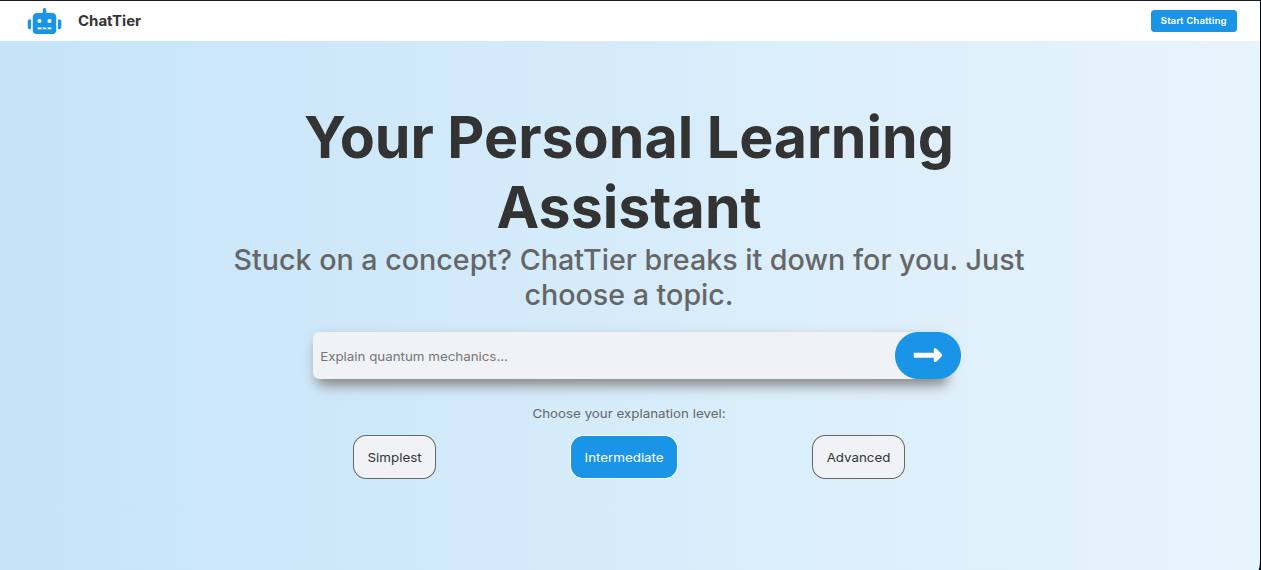 ChatTier
Start Chatting
Your Personal Learning
Assistant
Stuck on a concept? ChatTier breaks it down for you. Just
choose a topic.
Explain quantum mechanics...
Choose your explanation level:
Simplest
Intermediate
Advanced